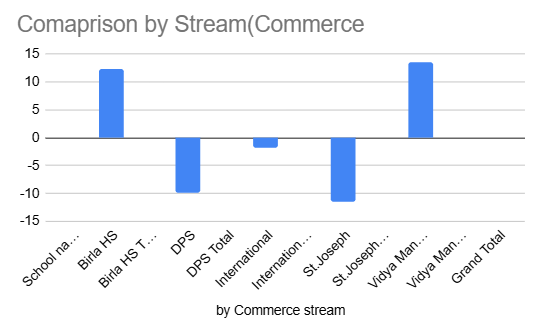 Comaprison by Stream(Commerce
15
10
5
0
-5
-10
-15
School na…
Birla HS
Birla HS T…
DPS
DPS Total
International
Internation…
St.Joseph
St.Joseph…
Vidya Man…
Vidya Man…
Grand Total
by Commerce stream